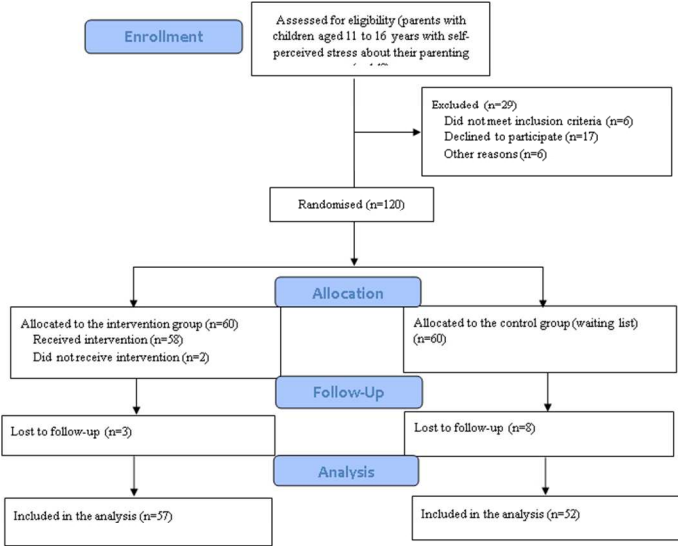 Enrollment
Assessed for eligibility (parents with
children aged 11 to 16 years with self-
perceived stress about their parenting
Excluded (n=29)
Did not meet inclusion criteria (n=6)
Declined to participate (n=17)
Other reasons (n=6)
Randomised (n=120)
Allocation
Allocated to the intervention group (n=60)
Received intervention (n=58)
Did not receive intervention (n=2)
Allocated to the control group (waiting list)
(n=60)
Follow-Up
Lost to follow-up (n=3)
Lost to follow-up (n=8)
Analysis
Included in the analysis (n=57)
Included in the analysis (n=52)